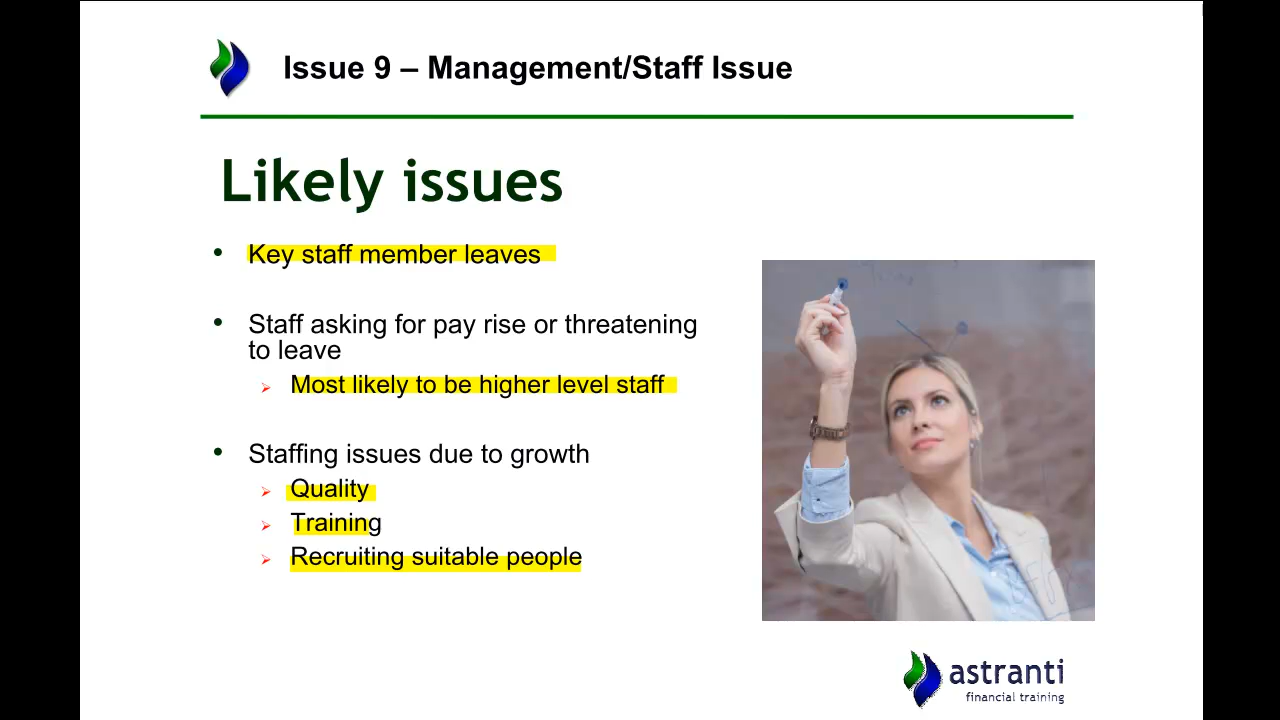 Issue 9 – Management/Staff Issue
Likely issues
• Key staff member leaves
• Staff asking for pay rise or threatening
to leave
➢ Most likely to be higher level staff
• Staffing issues due to growth
➢ Quality
➢ Training
➢ Recruiting suitable people
astranti
financial training